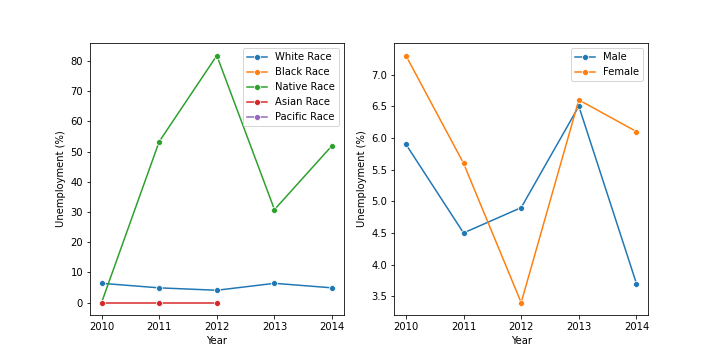 80
70
60
50
40
30
20
10
0
Unemployment (%)
2010 2011 2012 2013 2014
Year
White Race
Black Race
Native Race
Asian Race
Pacific Race
7.0
6.5
6.0
5.5
5.0
4.5
4.0
3.5
Unemployment (%)
2010 2011 2012 2013 2014
Year
Male
Female